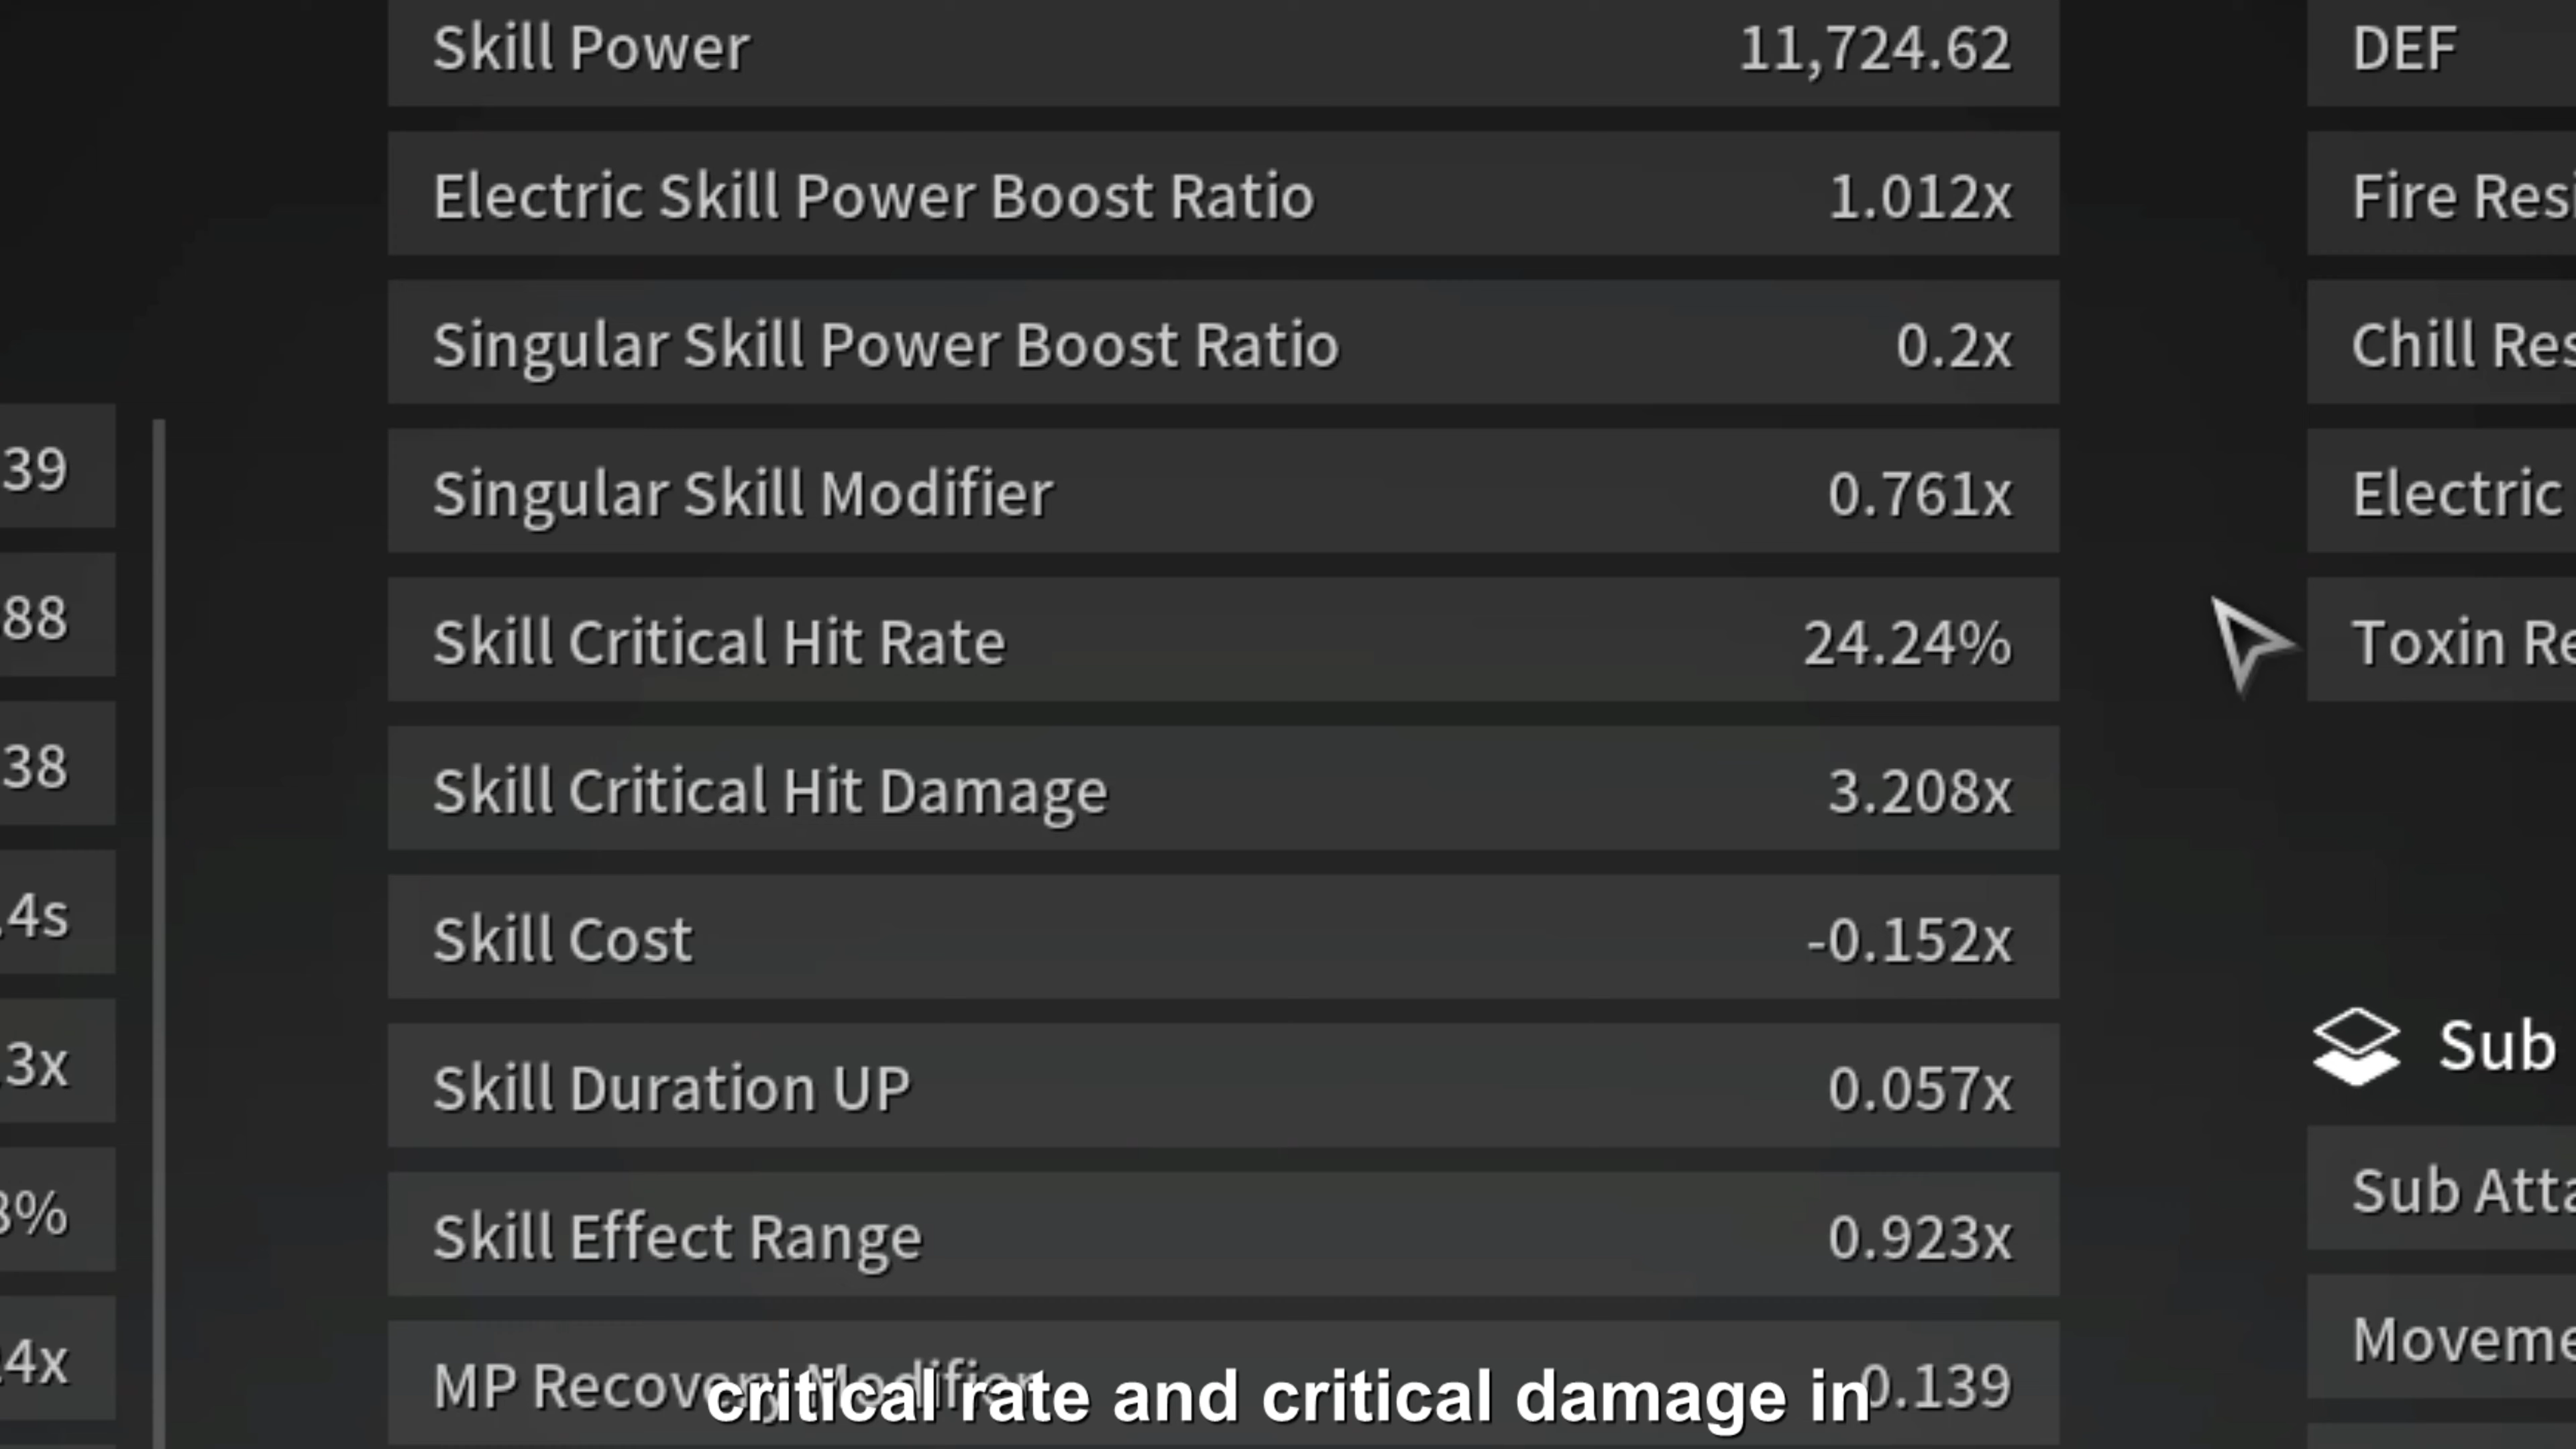 Skill Power 11,724.62
Electric Skill Power Boost Ratio 1.012x
Singular Skill Power Boost Ratio 0.2x
Singular Skill Modifier 0.761x
Skill Critical Hit Rate 24.24%
Skill Critical Hit Damage 3.208x
Skill Cost -0.152x
Skill Duration UP 0.057x
Skill Effect Range 0.923x
MP Recovery Modifier 0.139
critical rate and critical damage in
39
88
38
.4s
3x
3%
4x
DEF
Fire Resi
Chill Res
Electric
Toxin Re
Sub
Sub Atta
Moveme